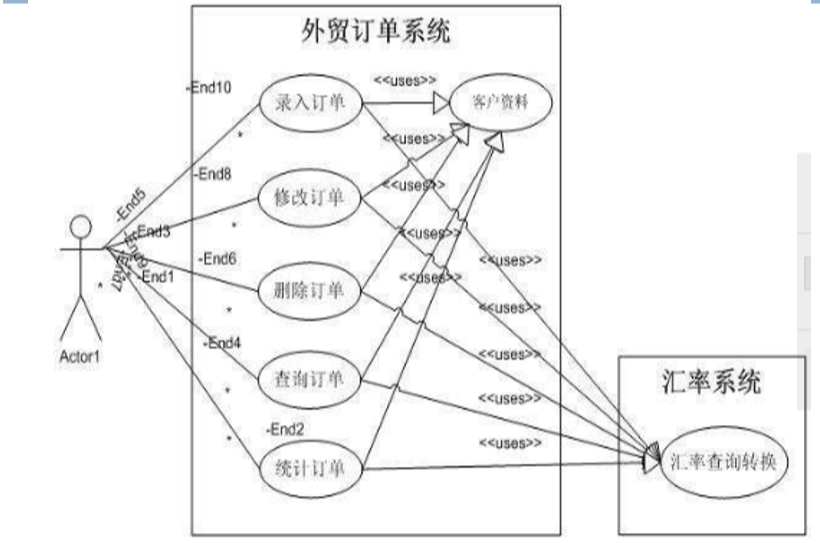 外贸订单系统
<<uses>>
-End10
录入订单
客户资料
*
<<uses>>
-End8
<<uses>>
修改订单
-End5
*
-End3
<<uses>>
-End6
<<uses>>
-End1
<<uses>>
-End7
*
删除订单
<<uses>>
*
-End4
Actor1
<<uses>>
查询订单
汇率系统
*
<<uses>>
-End2
*
<<uses>>
统计订单
汇率查询转换